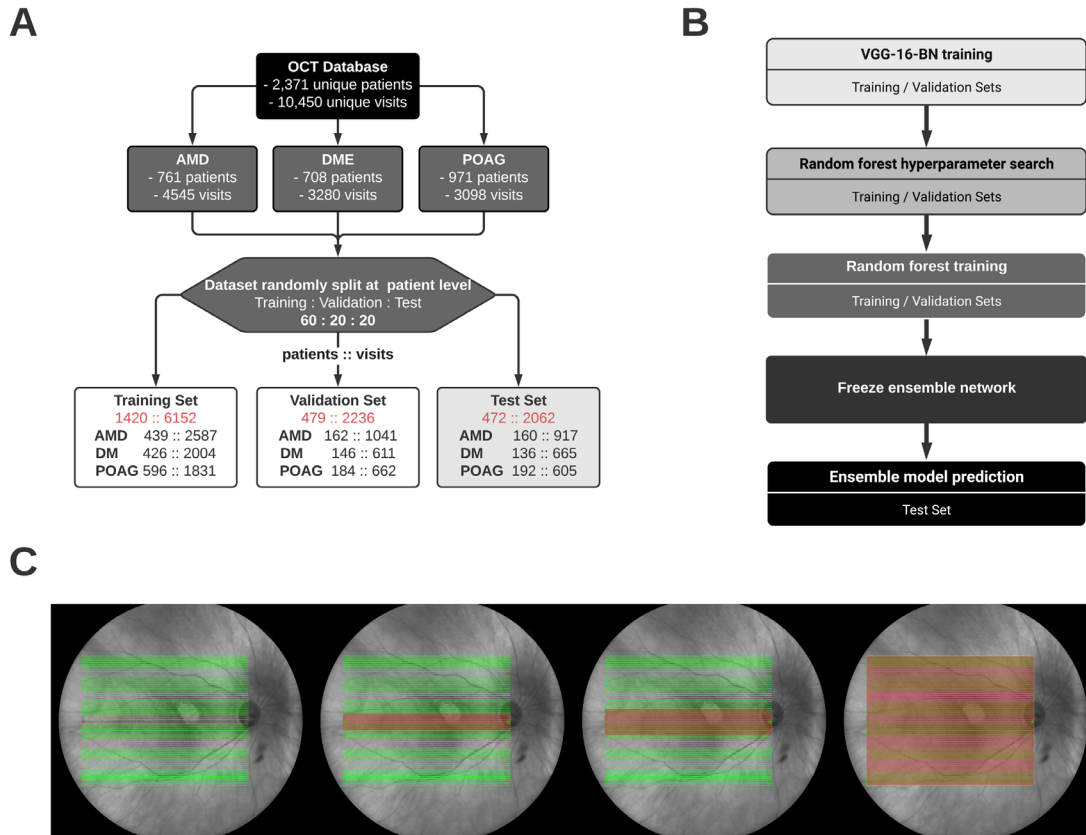 A
OCT Database
- 2,371 unique patients
- 10,450 unique visits
AMD
- 761 patients
- 4545 visits
DME
- 708 patients
- 3280 visits
POAG
- 971 patients
- 3098 visits
Dataset randomly split at patient level
Training : Validation : Test
60 : 20 : 20
patients :: visits
Training Set
1420 :: 6152
AMD 439 :: 2587
DM 426 :: 2004
POAG 596 :: 1831
Validation Set
479 :: 2236
AMD 162 :: 1041
DM 146 :: 611
POAG 184 :: 662
Test Set
472 :: 2062
AMD 160 :: 917
DM 136 :: 665
POAG 192 :: 605
B
VGG-16-BN training
Training / Validation Sets
Random forest hyperparameter search
Training / Validation Sets
Random forest training
Training / Validation Sets
Freeze ensemble network
Ensemble model prediction
Test Set
C